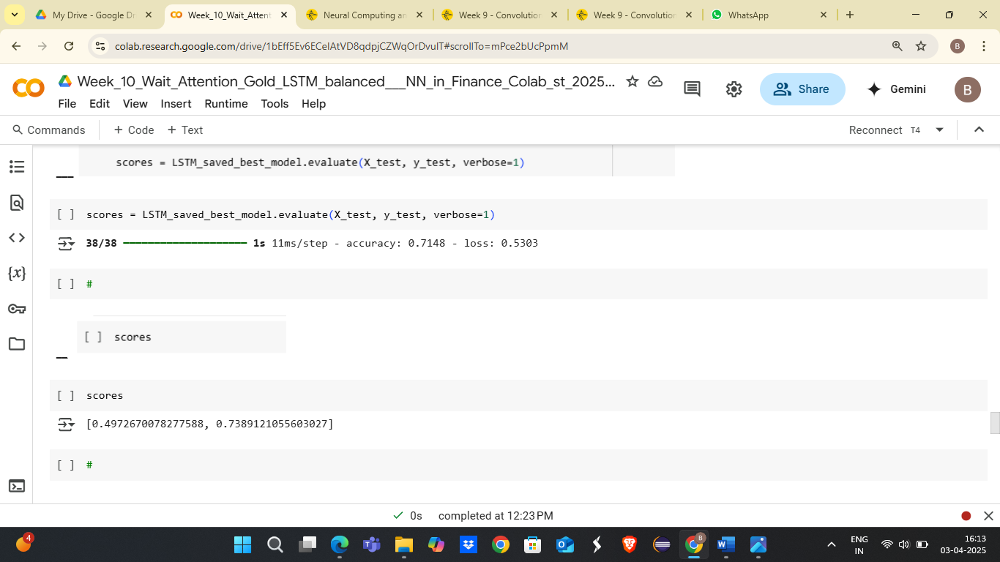 My Drive - Google Dr
Week_10_Wait_Attent
Neural Computing an
Week 9 - Convolution
Week 9 - Convolution
WhatsApp
colab.research.google.com/drive/1bEff5Ev6ECelAtVD8qdpjCZWqOrDvuIT#scrollTo=mPce2bUcPpmM
B
Week_10_Wait_Attention_Gold_LSTM_balanced___NN_in_Finance_Colab_st_2025...
Share
Gemini
B
File Edit View Insert Runtime Tools Help
Commands + Code + Text Reconnect T4
scores = LSTM_saved_best_model.evaluate(X_test, y_test, verbose=1)
[ ] scores = LSTM_saved_best_model.evaluate(X_test, y_test, verbose=1)
38/38 ━━━━━━━━━━━━━━━━━━━━ 1s 11ms/step - accuracy: 0.7148 - loss: 0.5303
[ ] #
[ ] scores
[ ] scores
[0.4972670078277588, 0.7389121055603027]
[ ] #
0s completed at 12:23 PM
4
B
ENG
IN
16:13
03-04-2025